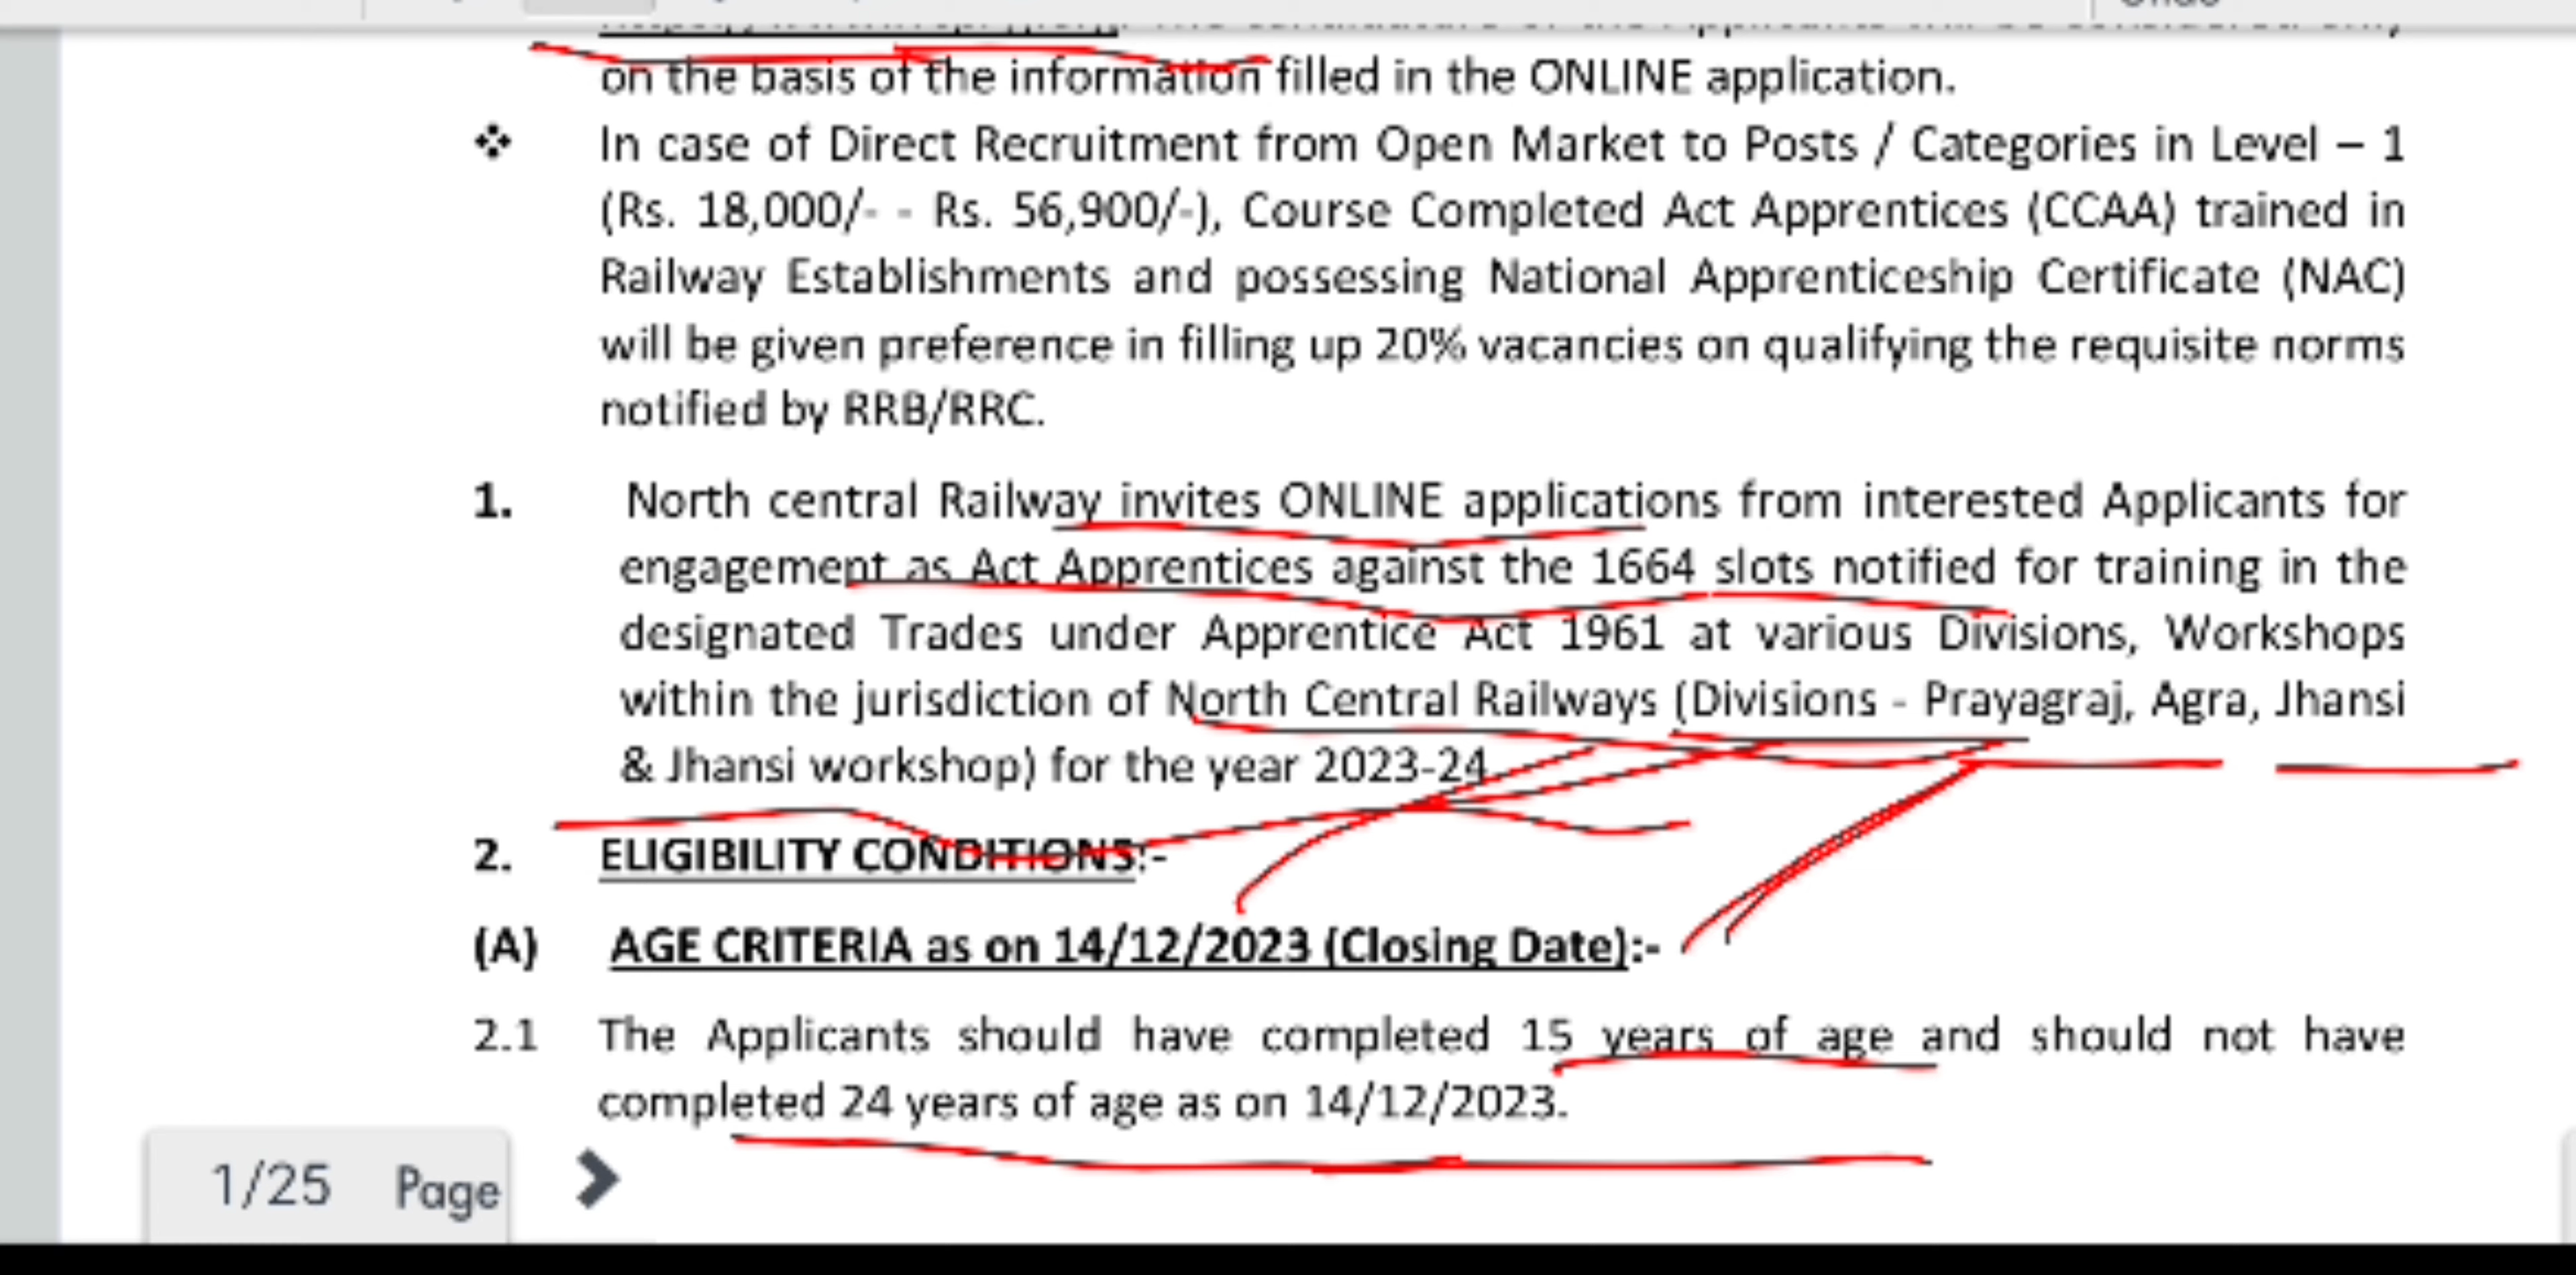 on the basis of the information filled in the ONLINE application.
❖ In case of Direct Recruitment from Open Market to Posts / Categories in Level – 1
(Rs. 18,000/- - Rs. 56,900/-), Course Completed Act Apprentices (CCAA) trained in
Railway Establishments and possessing National Apprenticeship Certificate (NAC)
will be given preference in filling up 20% vacancies on qualifying the requisite norms
notified by RRB/RRC.
1. North central Railway invites ONLINE applications from interested Applicants for
engagement as Act Apprentices against the 1664 slots notified for training in the
designated Trades under Apprentice Act 1961 at various Divisions, Workshops
within the jurisdiction of North Central Railways (Divisions - Prayagraj, Agra, Jhansi
& Jhansi workshop) for the year 2023-24
2. ELIGIBILITY CONDITIONS:-
(A) AGE CRITERIA as on 14/12/2023 (Closing Date):-
2.1 The Applicants should have completed 15 years of age and should not have
completed 24 years of age as on 14/12/2023.
1/25 Page